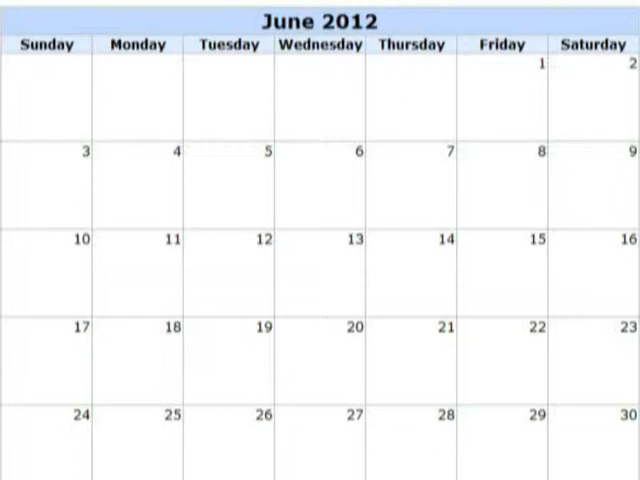 June 2012
Sunday Monday Tuesday Wednesday Thursday Friday Saturday
1 2
3 4 5 6 7 8 9
10 11 12 13 14 15 16
17 18 19 20 21 22 23
24 25 26 27 28 29 30